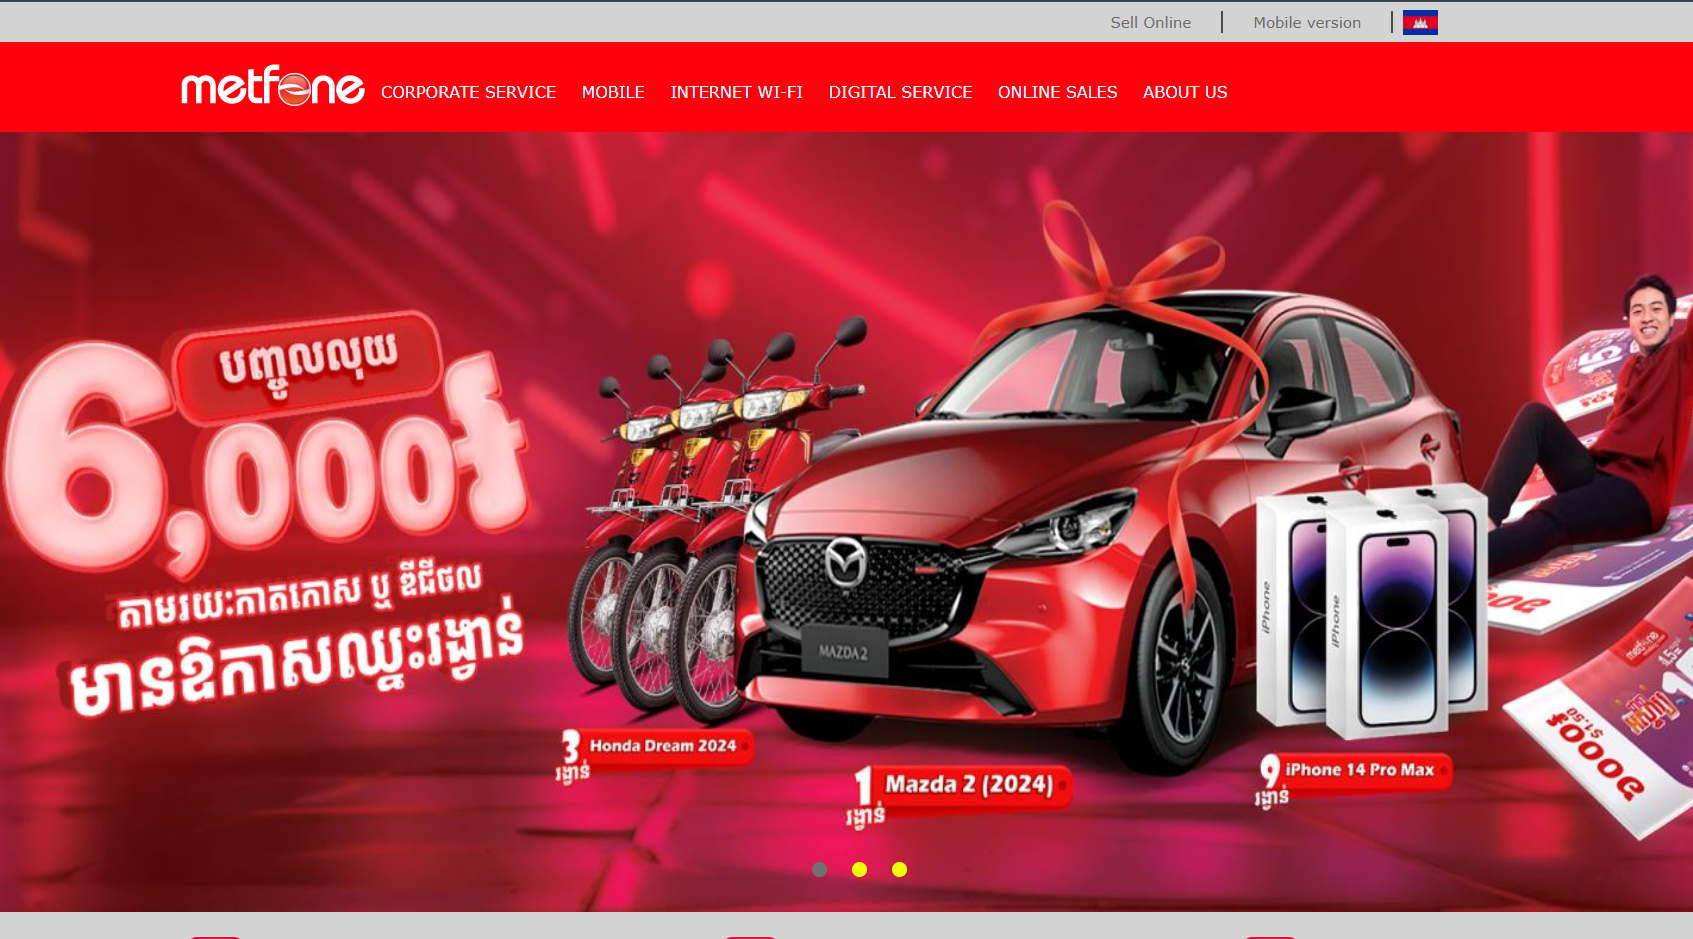 Sell Online
Mobile version
metfone
CORPORATE SERVICE
MOBILE
INTERNET WI-FI
DIGITAL SERVICE
ONLINE SALES
ABOUT US
បញ្ចូលលុយ
6,000៛
តាមរយៈកាតកោស ឬ ឌីជីថល
មានឱកាសឈ្នះរង្វាន់
MAZDA 2
iPhone
iPhone
3 រង្វាន់ Honda Dream 2024
1 រង្វាន់ Mazda 2 (2024)
9 រង្វាន់ iPhone 14 Pro Max
metfone
$1.50